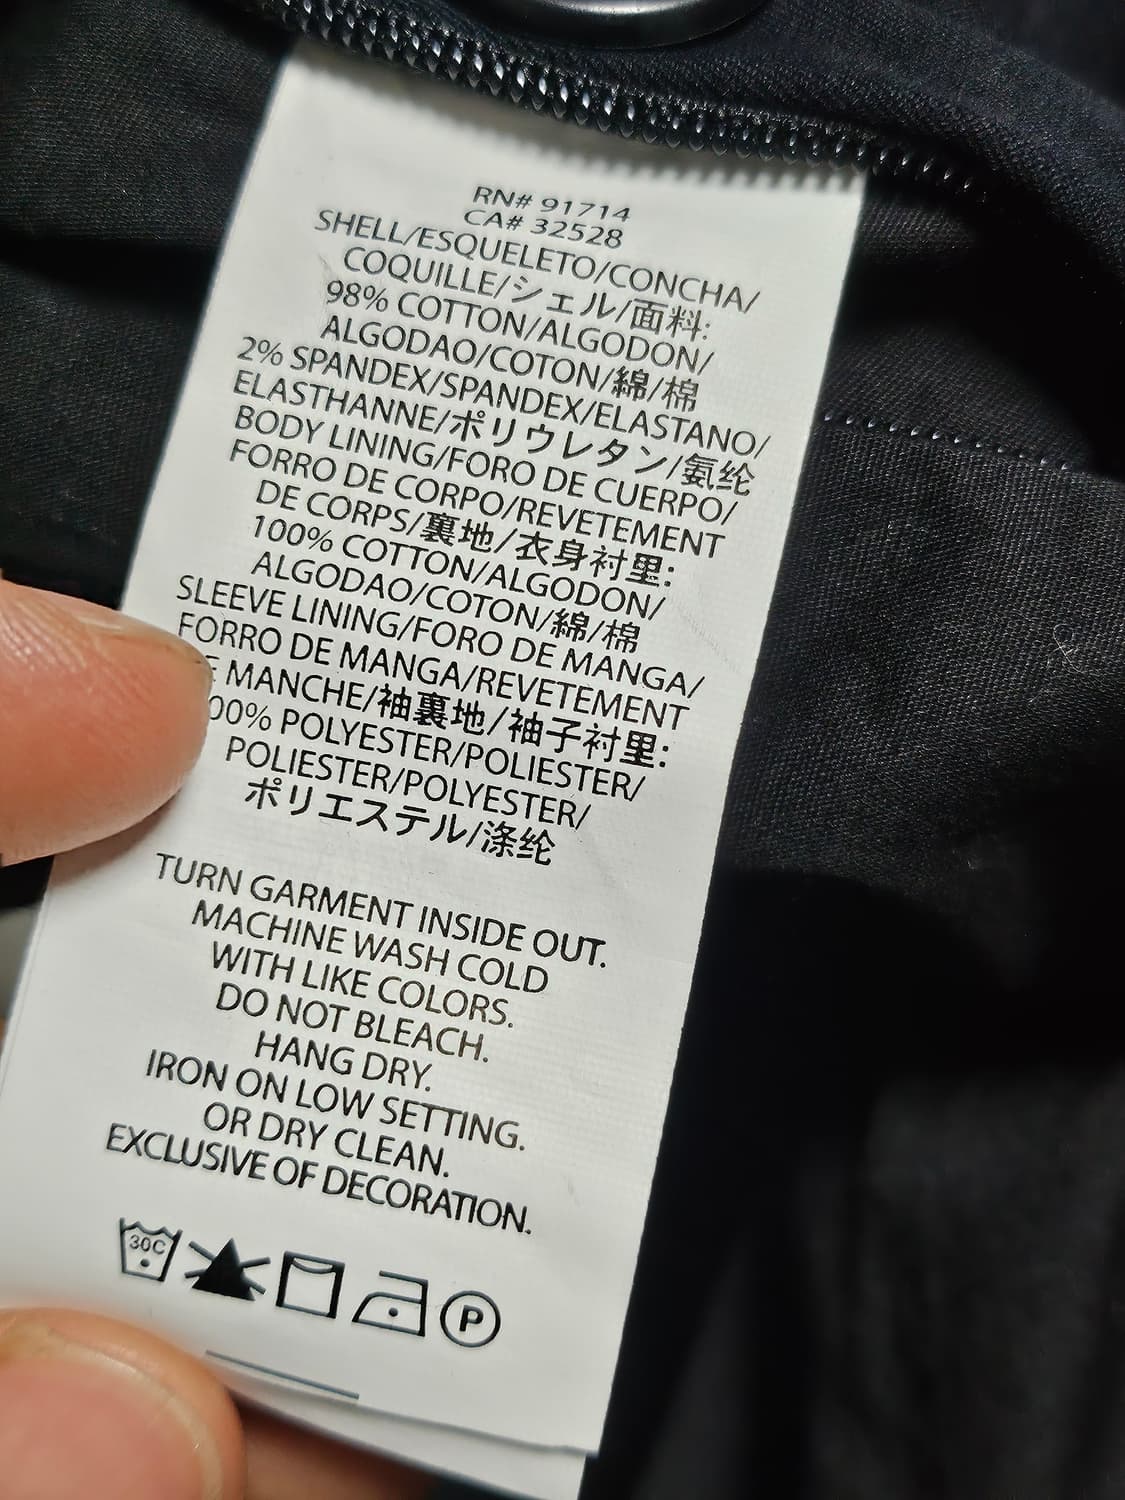 RN# 91714
CA# 32528
SHELL/ESQUELETO/CONCHA/
COQUILLE/シェル/面料:
98% COTTON/ALGODON/
ALGODAO/COTON/綿/棉
2% SPANDEX/SPANDEX/ELASTANO/
ELASTHANNE/ポリウレタン/氨纶
BODY LINING/FORO DE CUERPO/
FORRO DE CORPO/REVETEMENT
DE CORPS/裏地/衣身衬里:
100% COTTON/ALGODON/
ALGODAO/COTON/綿/棉
SLEEVE LINING/FORO DE MANGA/
FORRO DE MANGA/REVETEMENT
E MANCHE/袖裏地/袖子衬里:
00% POLYESTER/POLIESTER/
POLIESTER/POLYESTER/
ポリエステル/涤纶
TURN GARMENT INSIDE OUT.
MACHINE WASH COLD
WITH LIKE COLORS.
DO NOT BLEACH.
HANG DRY.
IRON ON LOW SETTING.
OR DRY CLEAN.
EXCLUSIVE OF DECORATION.
30C P